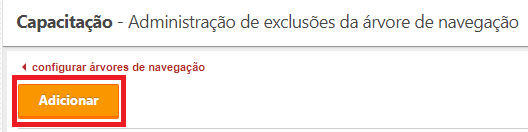 Capacitação - Administração de exclusões da árvore de navegação
configurar árvores de navegação
Adicionar